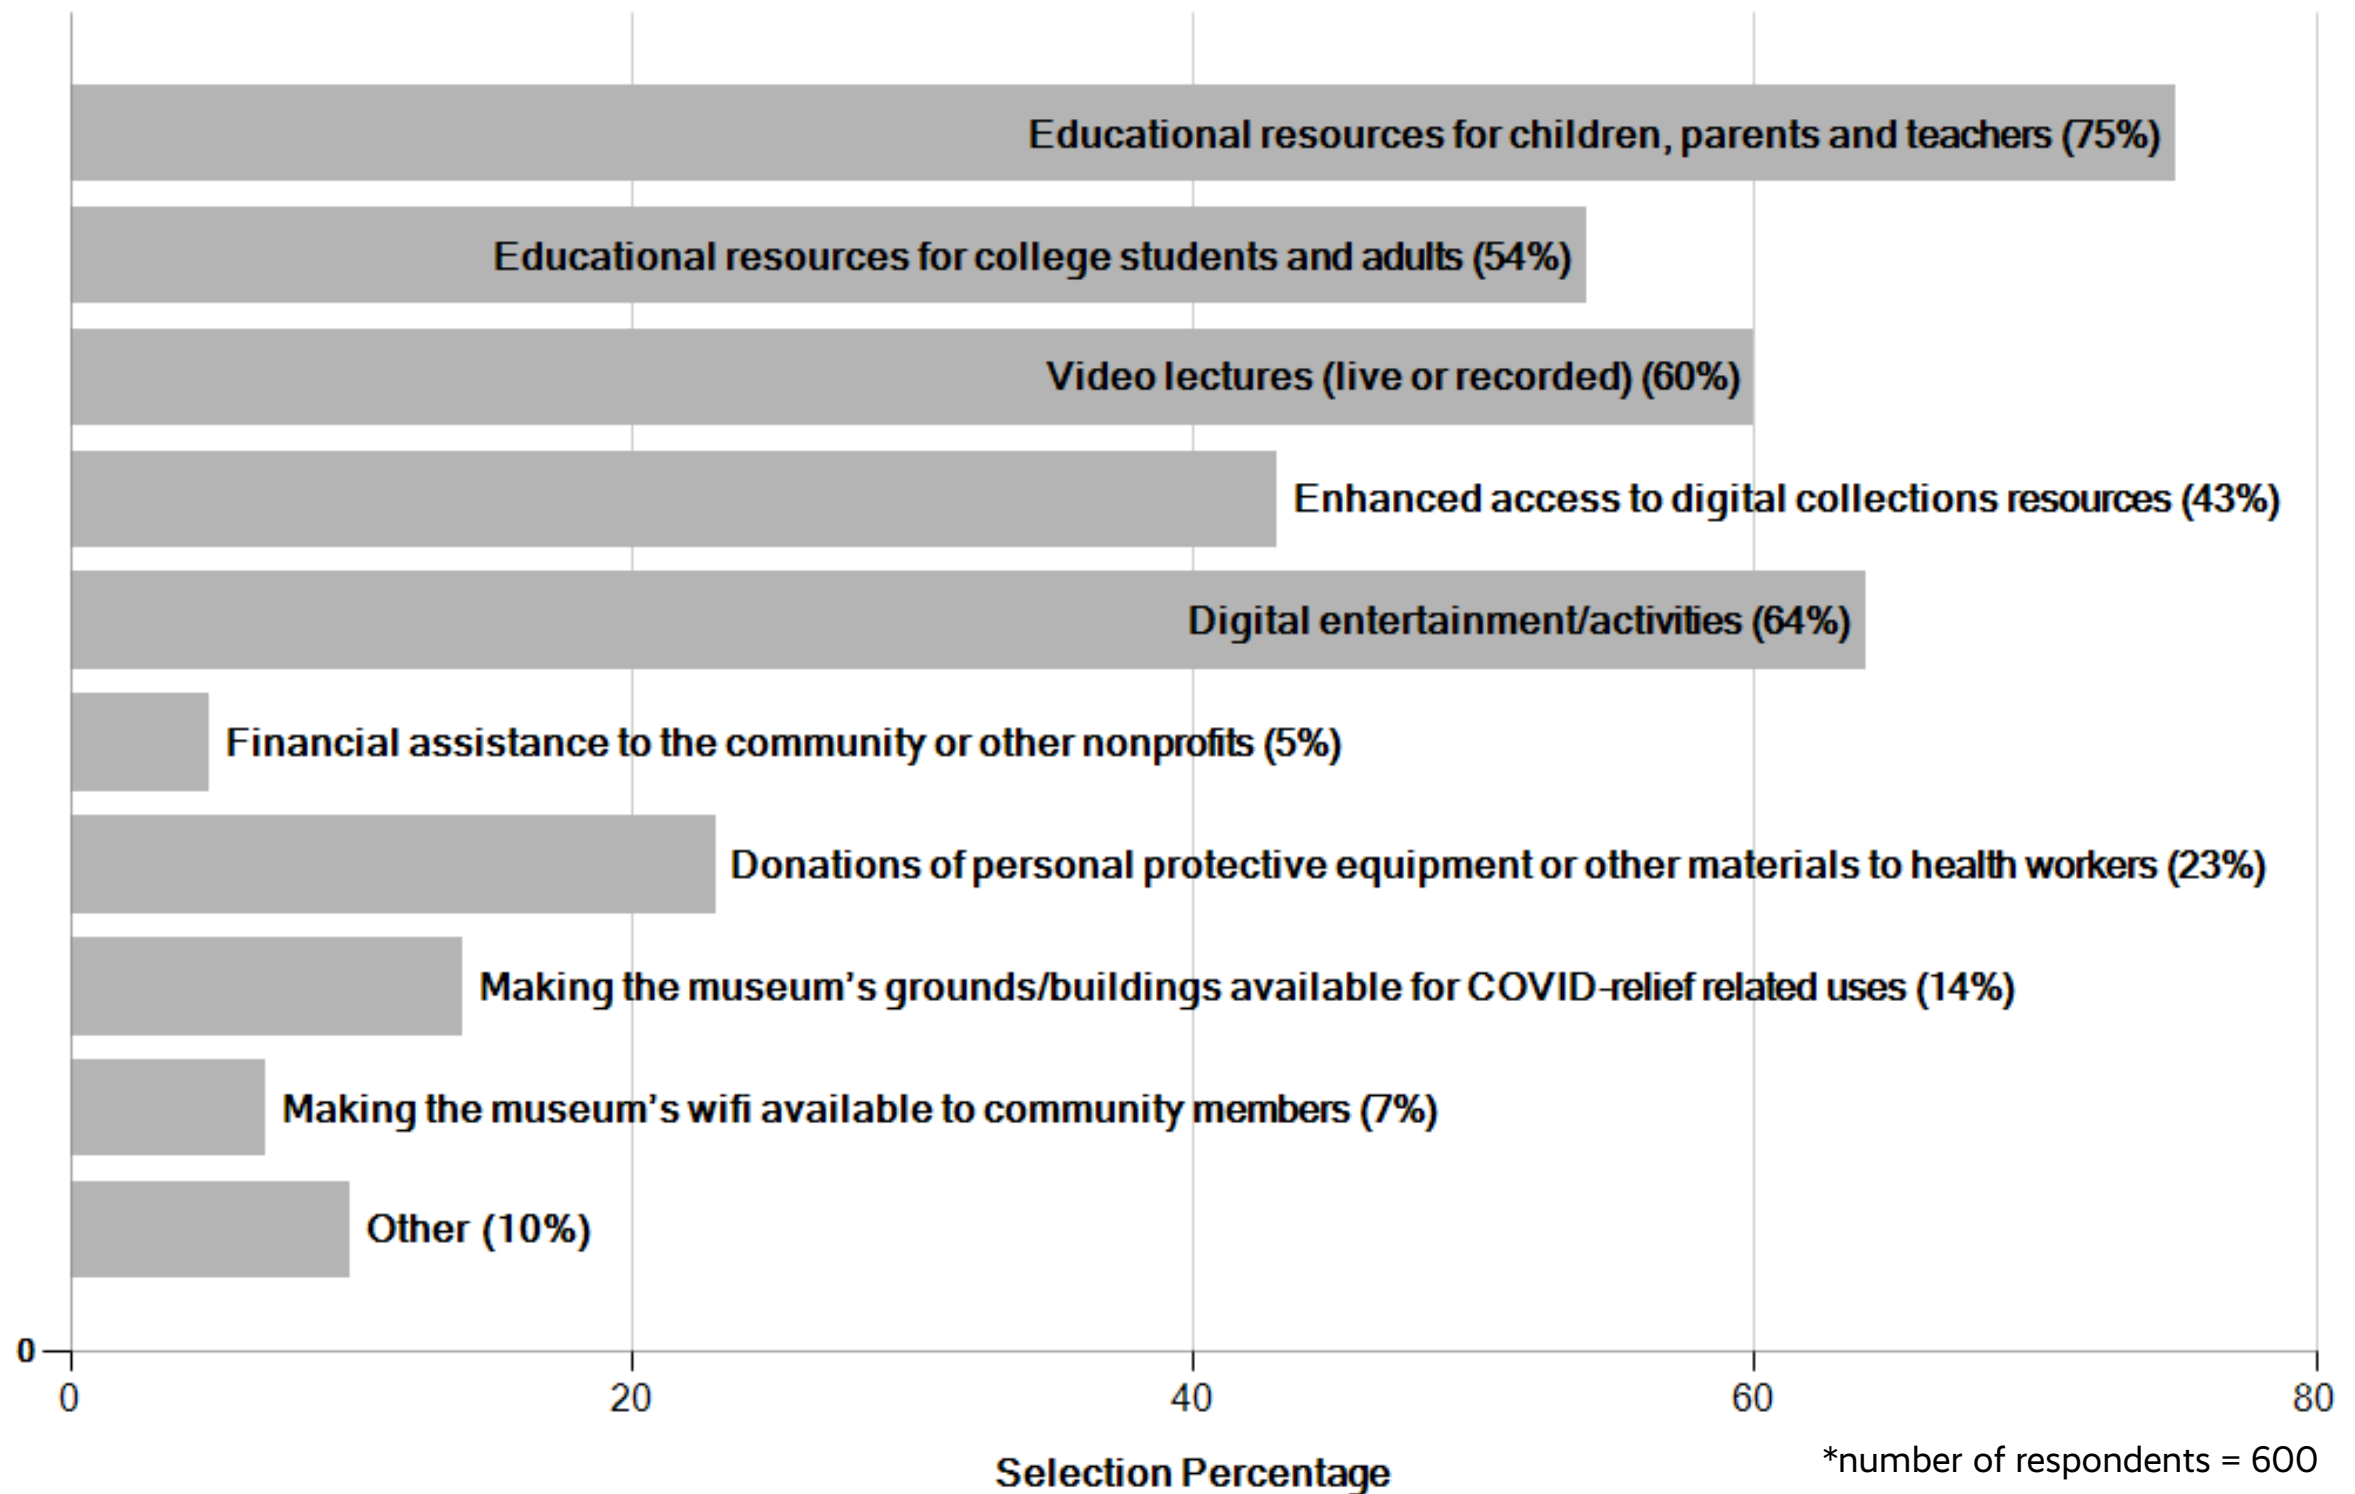 Educational resources for children, parents and teachers (75%)
Educational resources for college students and adults (54%)
Video lectures (live or recorded) (60%)
Enhanced access to digital collections resources (43%)
Digital entertainment/activities (64%)
Financial assistance to the community or other nonprofits (5%)
Donations of personal protective equipment or other materials to health workers (23%)
Making the museum’s grounds/buildings available for COVID-relief related uses (14%)
Making the museum’s wifi available to community members (7%)
Other (10%)
0
0 20 40 60 80
Selection Percentage
*number of respondents = 600